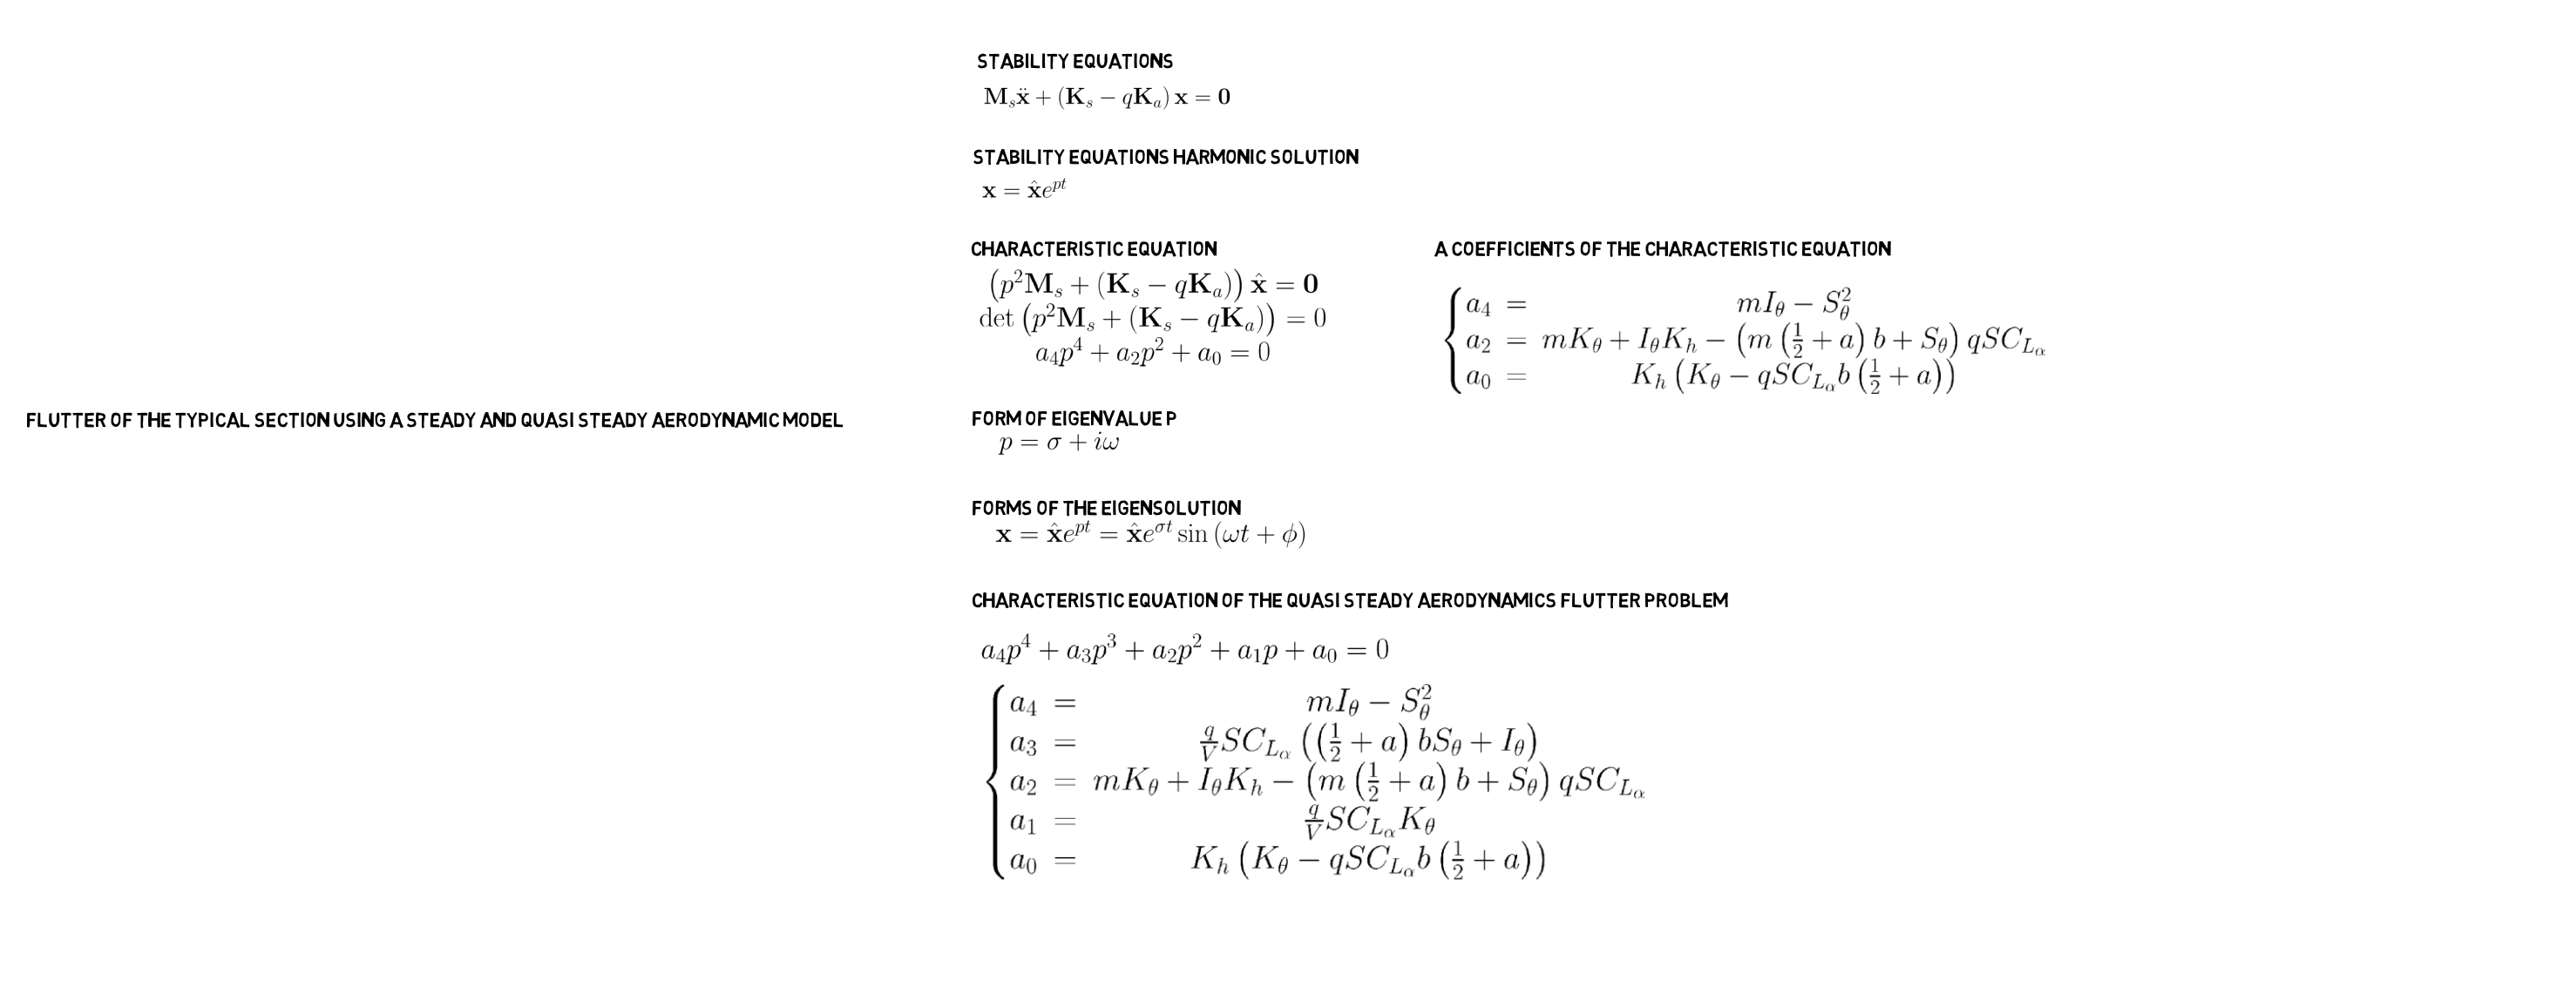 STABILITY EQUATIONS
$\mathbf{M}_s\ddot{\mathbf{x}} + (\mathbf{K}_s - q\mathbf{K}_a)\,\mathbf{x} = \mathbf{0}$
STABILITY EQUATIONS HARMONIC SOLUTION
$\mathbf{x} = \hat{\mathbf{x}}e^{pt}$
CHARACTERISTIC EQUATION
$\left(p^2\mathbf{M}_s + (\mathbf{K}_s - q\mathbf{K}_a)\right)\hat{\mathbf{x}} = \mathbf{0}$
$\det\left(p^2\mathbf{M}_s + (\mathbf{K}_s - q\mathbf{K}_a)\right) = 0$
$a_4p^4 + a_2p^2 + a_0 = 0$
A COEFFICIENTS OF THE CHARACTERISTIC EQUATION
$a_4 = mI_\theta - S_\theta^2$
$a_2 = mK_\theta + I_\theta K_h - \left(m\left(\frac{1}{2} + a\right)b + S_\theta\right)qSC_{L_\alpha}$
$a_0 = K_h\left(K_\theta - qSC_{L_\alpha}b\left(\frac{1}{2} + a\right)\right)$
FLUTTER OF THE TYPICAL SECTION USING A STEADY AND QUASI STEADY AERODYNAMIC MODEL
FORM OF EIGENVALUE P
$p = \sigma + i\omega$
FORMS OF THE EIGENSOLUTION
$\mathbf{x} = \hat{\mathbf{x}}e^{pt} = \hat{\mathbf{x}}e^{\sigma t}\sin(\omega t + \phi)$
CHARACTERISTIC EQUATION OF THE QUASI STEADY AERODYNAMICS FLUTTER PROBLEM
$a_4p^4 + a_3p^3 + a_2p^2 + a_1p + a_0 = 0$
$a_4 = mI_\theta - S_\theta^2$
$a_3 = \frac{q}{V}SC_{L_\alpha}\left(\left(\frac{1}{2} + a\right)bS_\theta + I_\theta\right)$
$a_2 = mK_\theta + I_\theta K_h - \left(m\left(\frac{1}{2} + a\right)b + S_\theta\right)qSC_{L_\alpha}$
$a_1 = \frac{q}{V}SC_{L_\alpha}K_\theta$
$a_0 = K_h\left(K_\theta - qSC_{L_\alpha}b\left(\frac{1}{2} + a\right)\right)$